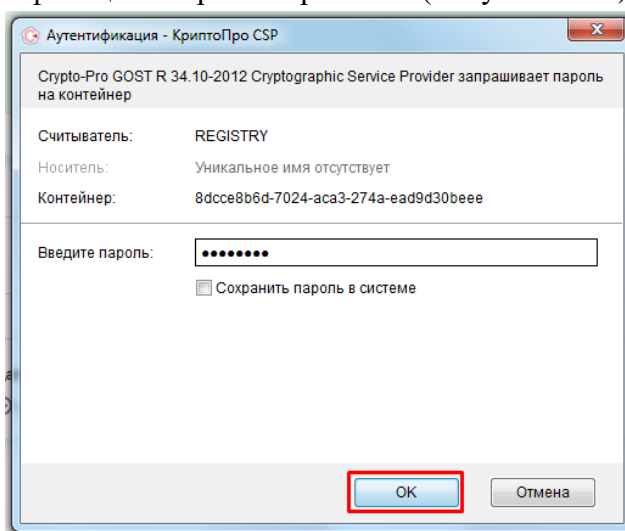 Аутентификация - КриптоПро CSP
Crypto-Pro GOST R 34.10-2012 Cryptographic Service Provider запрашивает пароль
на контейнер
Считыватель: REGISTRY
Носитель: Уникальное имя отсутствует
Контейнер: 8dcce8b6d-7024-aca3-274a-ead9d30beee
Введите пароль: ●●●●●●●●
Сохранить пароль в системе
OK Отмена